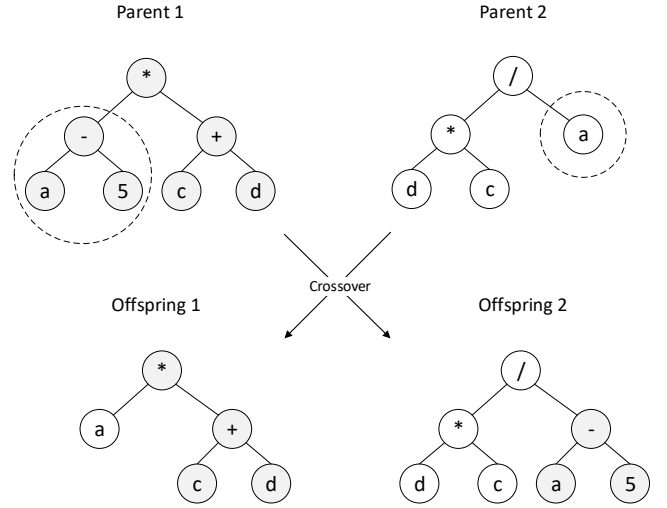 Parent 1
Parent 2
*
/
-
+
*
a
a
5
c
d
d
c
Crossover
Offspring 1
Offspring 2
*
/
a
+
*
-
c
d
d
c
a
5